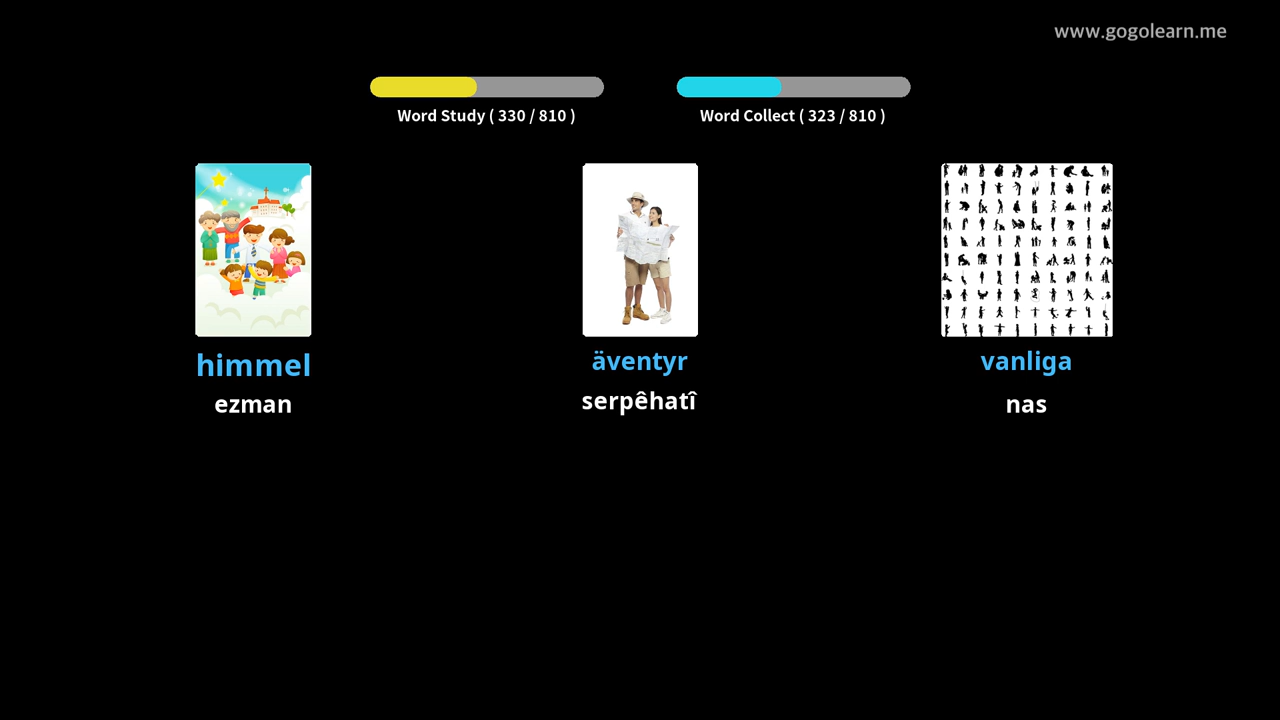 www.gogolearn.me
Word Study ( 330 / 810 )
Word Collect ( 323 / 810 )
himmel
ezman
äventyr
serpêhatî
vanliga
nas